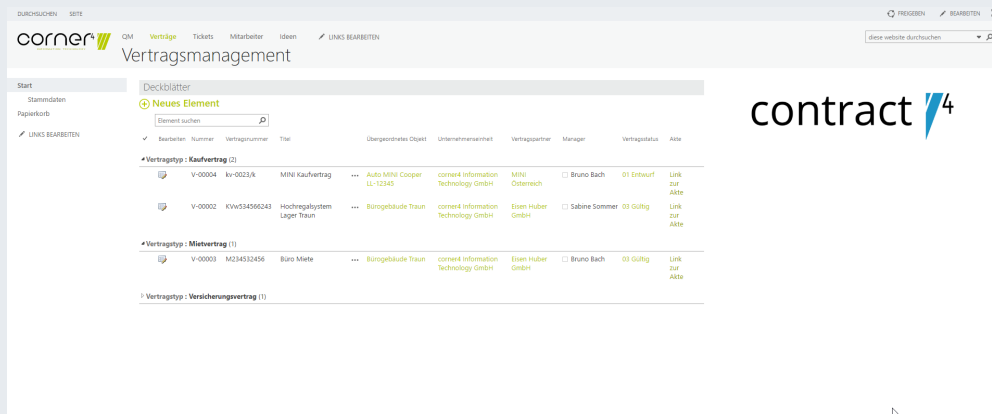 DURCHSUCHEN SEITE
FREIGEBEN BEARBEITEN
corner4
QM Verträge Tickets Mitarbeiter Ideen LINKS BEARBEITEN
diese website durchsuchen
Vertragsmanagement
Start
Stammdaten
Papierkorb
LINKS BEARBEITEN
Deckblätter
Neues Element
Element suchen
Bearbeiten Nummer Vertragsnummer Titel Übergeordnetes Objekt Unternehmenseinheit Vertragspartner Manager Vertragsstatus Akte
Vertragstyp : Kaufvertrag (2)
V-00004 kv-0023/k MINI Kaufvertrag ... Auto MINI Cooper corner4 Information MINI Bruno Bach 01 Entwurf Link
LL-12345 Technology GmbH Österreich zur
Akte
V-00002 KVw534566243 Hochregalsystem ... Bürogebäude Traun corner4 Information Eisen Huber Sabine Sommer 03 Gültig Link
Lager Traun Technology GmbH GmbH zur
Akte
Vertragstyp : Mietvertrag (1)
V-00003 M234532456 Büro Miete ... Bürogebäude Traun corner4 Information Eisen Huber Bruno Bach 03 Gültig Link
Technology GmbH GmbH zur
Akte
Vertragstyp : Versicherungsvertrag (1)
contract 4